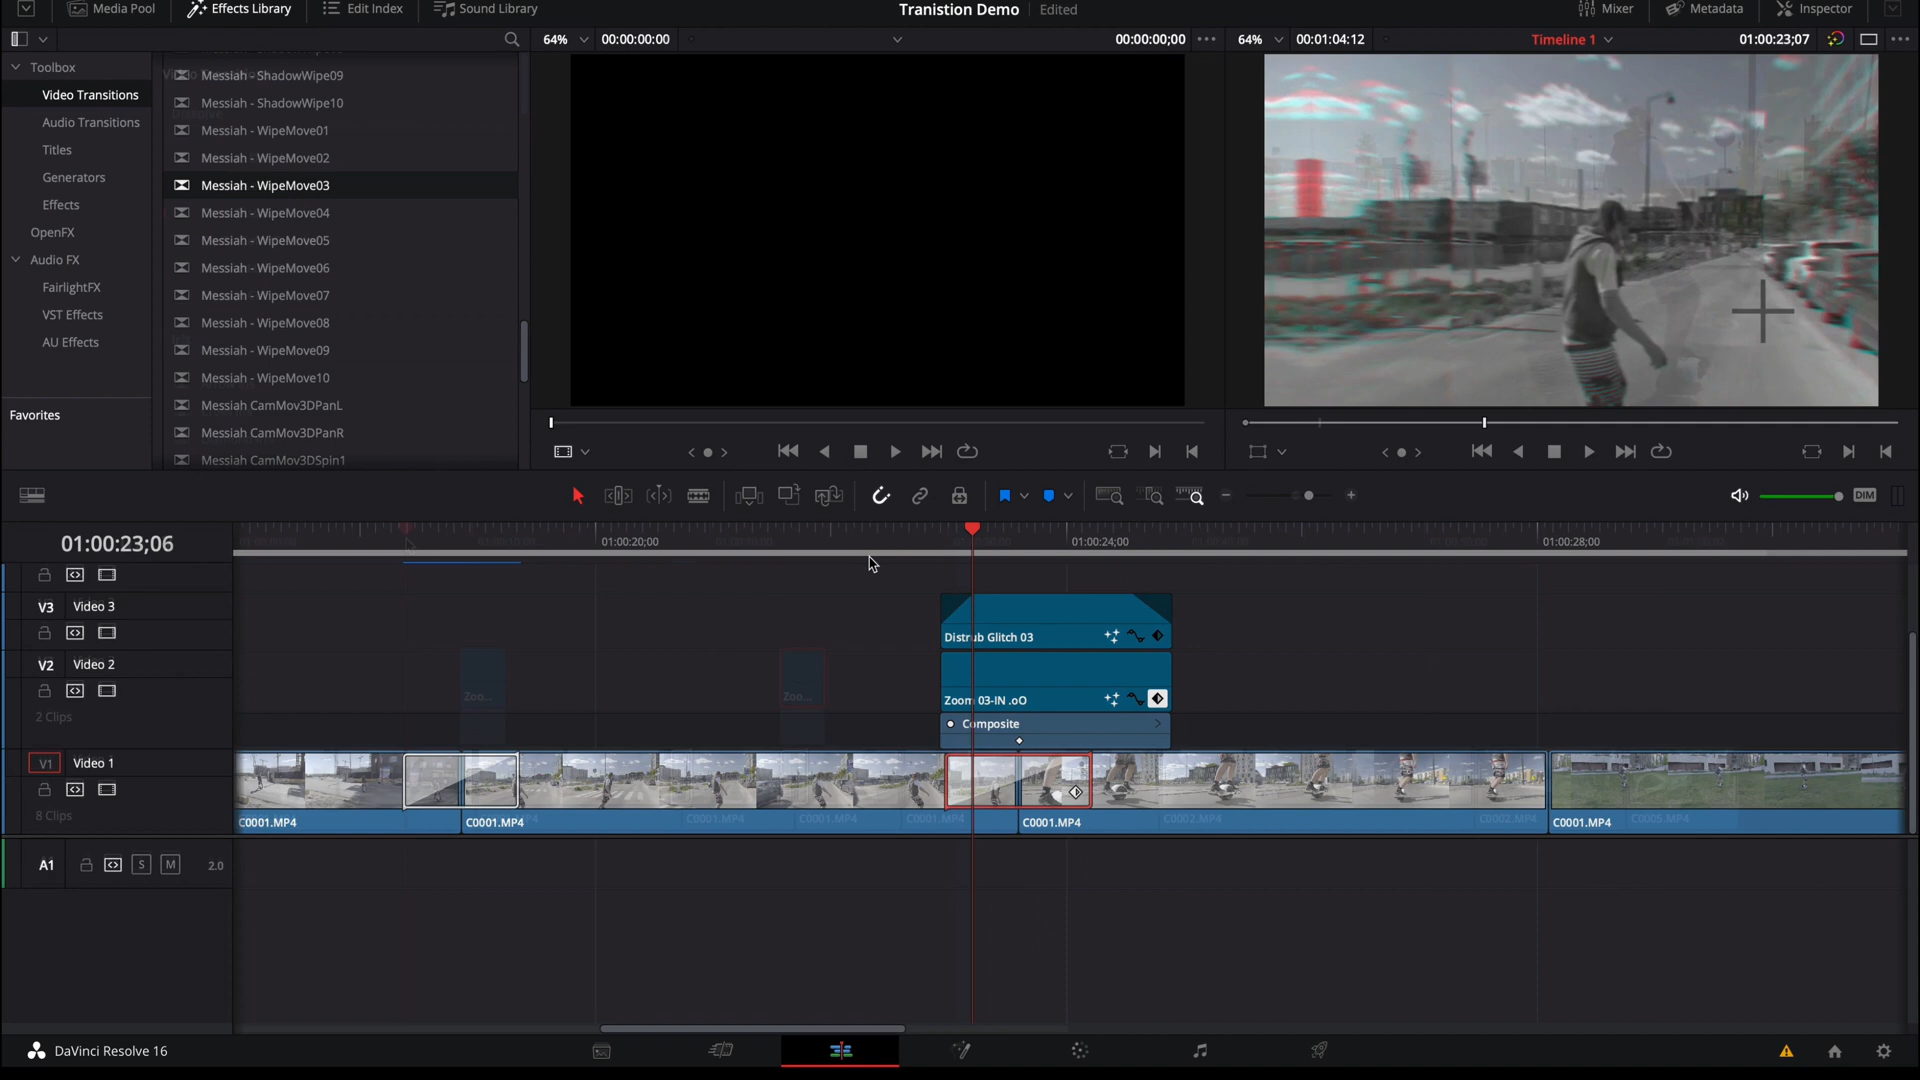 Media Pool
Effects Library
Edit Index
Sound Library
Transtion Demo
Edited
Mixer
Metadata
Inspector
64%
00:00:00:00
00:00:00;00
64%
00:01:04:12
Timeline 1
01:00:23;07
Toolbox
Video Transitions
Audio Transitions
Titles
Generators
Effects
OpenFX
Audio FX
FairlightFX
VST Effects
AU Effects
Favorites
Messiah - ShadowWipe09
Messiah - ShadowWipe10
Messiah - WipeMove01
Messiah - WipeMove02
Messiah - WipeMove03
Messiah - WipeMove04
Messiah - WipeMove05
Messiah - WipeMove06
Messiah - WipeMove07
Messiah - WipeMove08
Messiah - WipeMove09
Messiah - WipeMove10
Messiah CamMov3DPanL
Messiah CamMov3DPanR
Messiah CamMov3DSpin1
DIM
01:00:23;06
01:00:20;00
01:00:24;00
01:00:28;00
V3 Video 3
Distrub Glitch 03
V2 Video 2
Zoo...
Zoo...
Zoom 03-IN .oO
2 Clips
Composite
V1 Video 1
8 Clips
C0001.MP4
C0001.MP4
C0001.MP4
C0001.MP4
C0001.MP4
C0001.MP4
C0002.MP4
C0002.MP4
C0001.MP4
C0005.MP4
A1
S
M
2.0
DaVinci Resolve 16